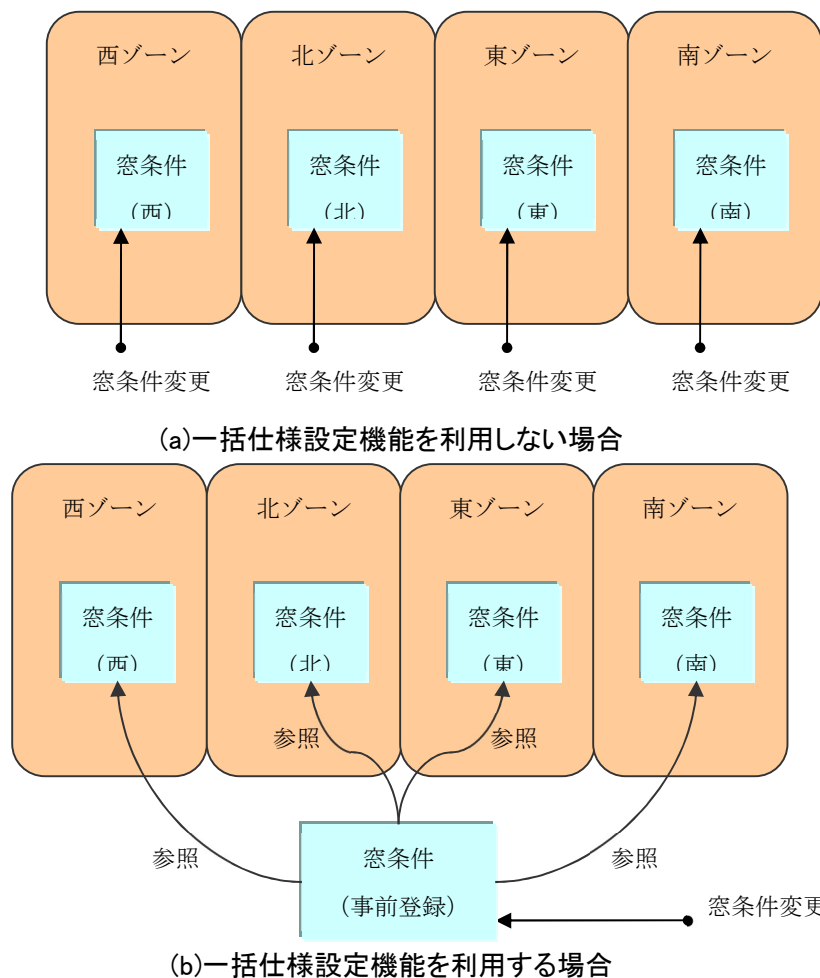 西ゾーン 北ゾーン 東ゾーン 南ゾーン
窓条件 窓条件 窓条件 窓条件
(西) (北) (東) (南)
窓条件変更 窓条件変更 窓条件変更 窓条件変更
(a)一括仕様設定機能を利用しない場合
西ゾーン 北ゾーン 東ゾーン 南ゾーン
窓条件 窓条件 窓条件 窓条件
(西) (北) (東) (南)
参照 参照
参照 窓条件 参照
(事前登録) 窓条件変更
(b)一括仕様設定機能を利用する場合